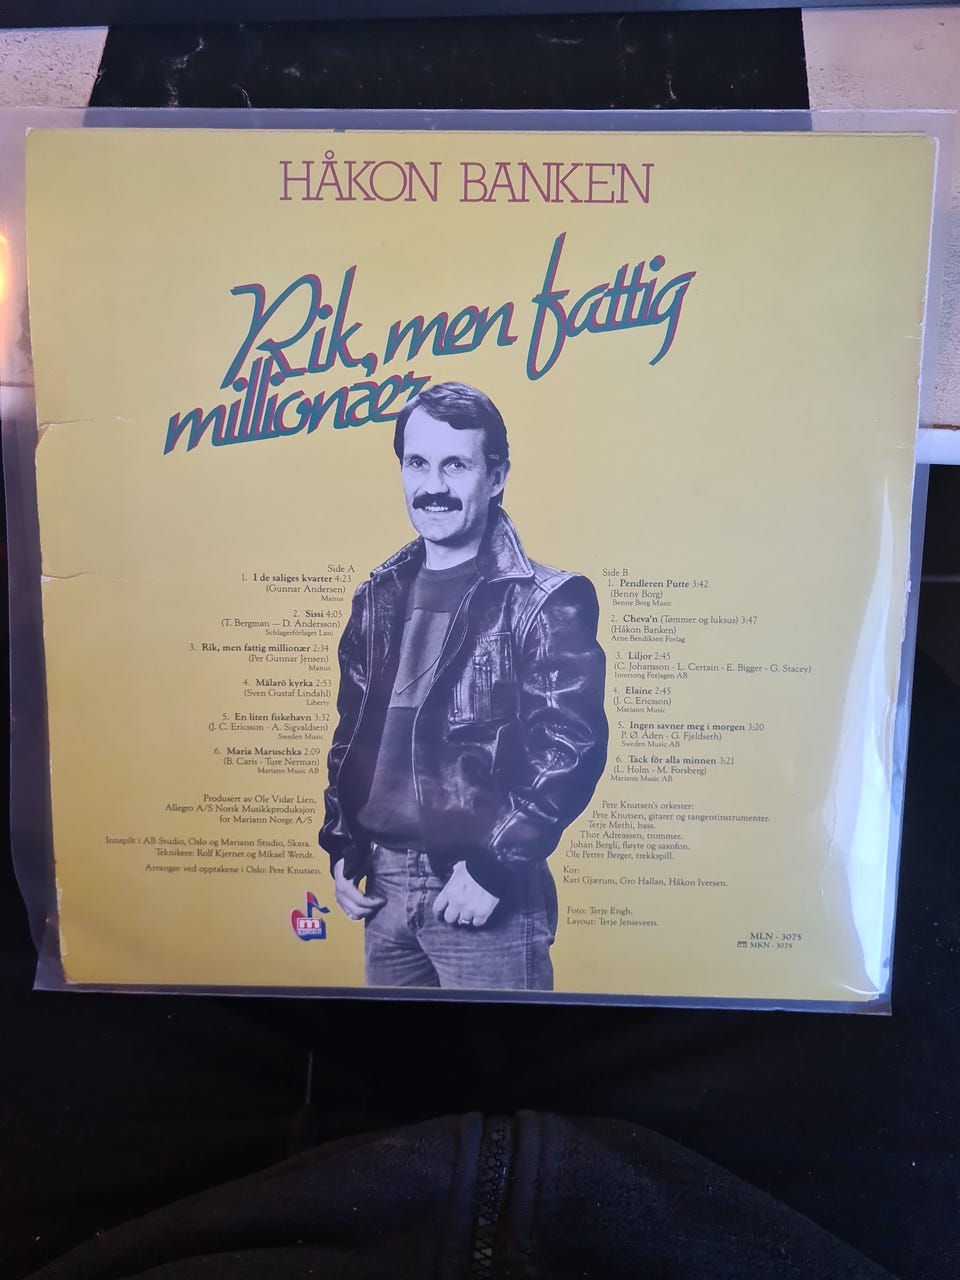 HÅKON BANKEN
Rik, men fattig
millionær
Side A
1. I de saliges kvarter 4:23
(Gunnar Andersen)
Manus
2. Sissi 4:05
(T. Bergman — D. Andersson)
Schlagerförlaget Lani
3. Rik, men fattig millionær 2:34
(Per Gunnar Jensen)
Manus
4. Målarö kyrka 2:53
(Sven Gustaf Lindahl)
Liberty
5. En liten fiskehavn 3:32
(J. C. Ericsson - A. Sigvaldsen)
Sweden Music
6. Maria Maruschka 2:09
(B. Caris - Ture Nerman)
Mariann Music AB
Produsert av Ole Vidar Lien,
Allegro A/S Norsk Musikkproduksjon
for Mariann Norge A/S
Innspilt i AB Studio, Oslo og Mariann Studio, Skara.
Teknikere: Rolf Kjernet og Mikael Wendt.
Arrangør ved opptakene i Oslo: Pete Knutsen.
Side B
1. Pendleren Putte 3:42
(Benny Borg)
Benny Borg Music
2. Cheva'n (Tømmer og luksus) 3:47
(Håkon Banken)
Arne Bendiksen Forlag
3. Liljor 2:45
(C. Johansson - L. Certain - E. Bigger - G. Stacey)
Intersong Förlagen AB
4. Elaine 2:45
(J. C. Ericsson)
Mariann Music
5. Ingen savner meg i morgen 3:20
P. Ø. Åden - G. Fjeldseth)
Sweden Music AB
6. Tack för alla minnen 3:21
(L. Holm - M. Forsberg)
Mariann Music AB
Pete Knutsen's orkester:
Pete Knutsen, gitarer og tangentinstrumenter.
Terje Methi, bass.
Thor Adreassen, trommer.
Johan Bergli, fløyte og saxofon.
Ole Petter Berger, trekkspill.
Kor:
Kari Gjærum, Gro Hallan, Håkon Iversen.
Foto: Terje Engh.
Layout: Terje Jenssveen.
MLN - 3075
MKN - 3075
m